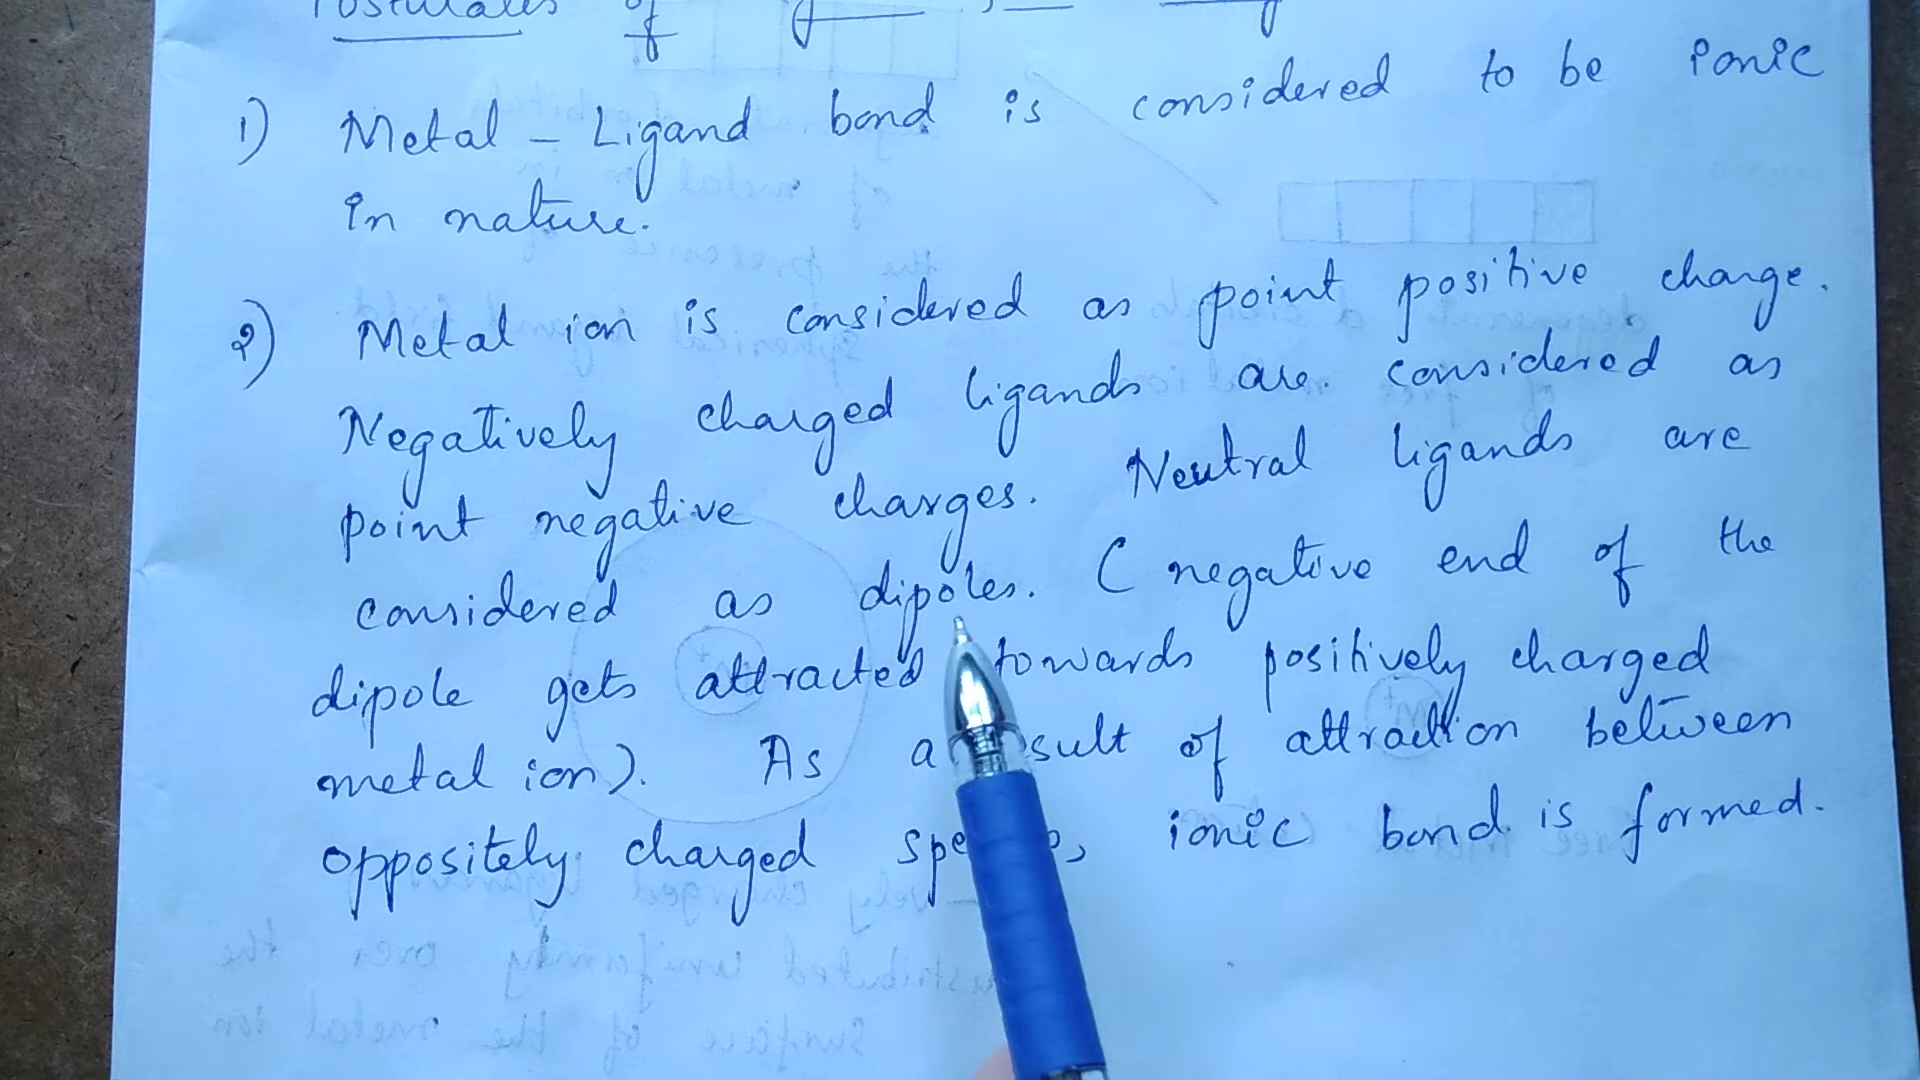 Postulates of
1) Metal - Ligand bond is considered to be ionic
in nature.
2) Metal ion is considered as point positive charge.
Negatively charged ligands are considered as
point negative charges. Neutral ligands are
considered as dipoles. ( negative end of the
dipole gets attracted towards positively charged
metal ion). As a sult of attraction between
oppositely charged ionic bond is formed.